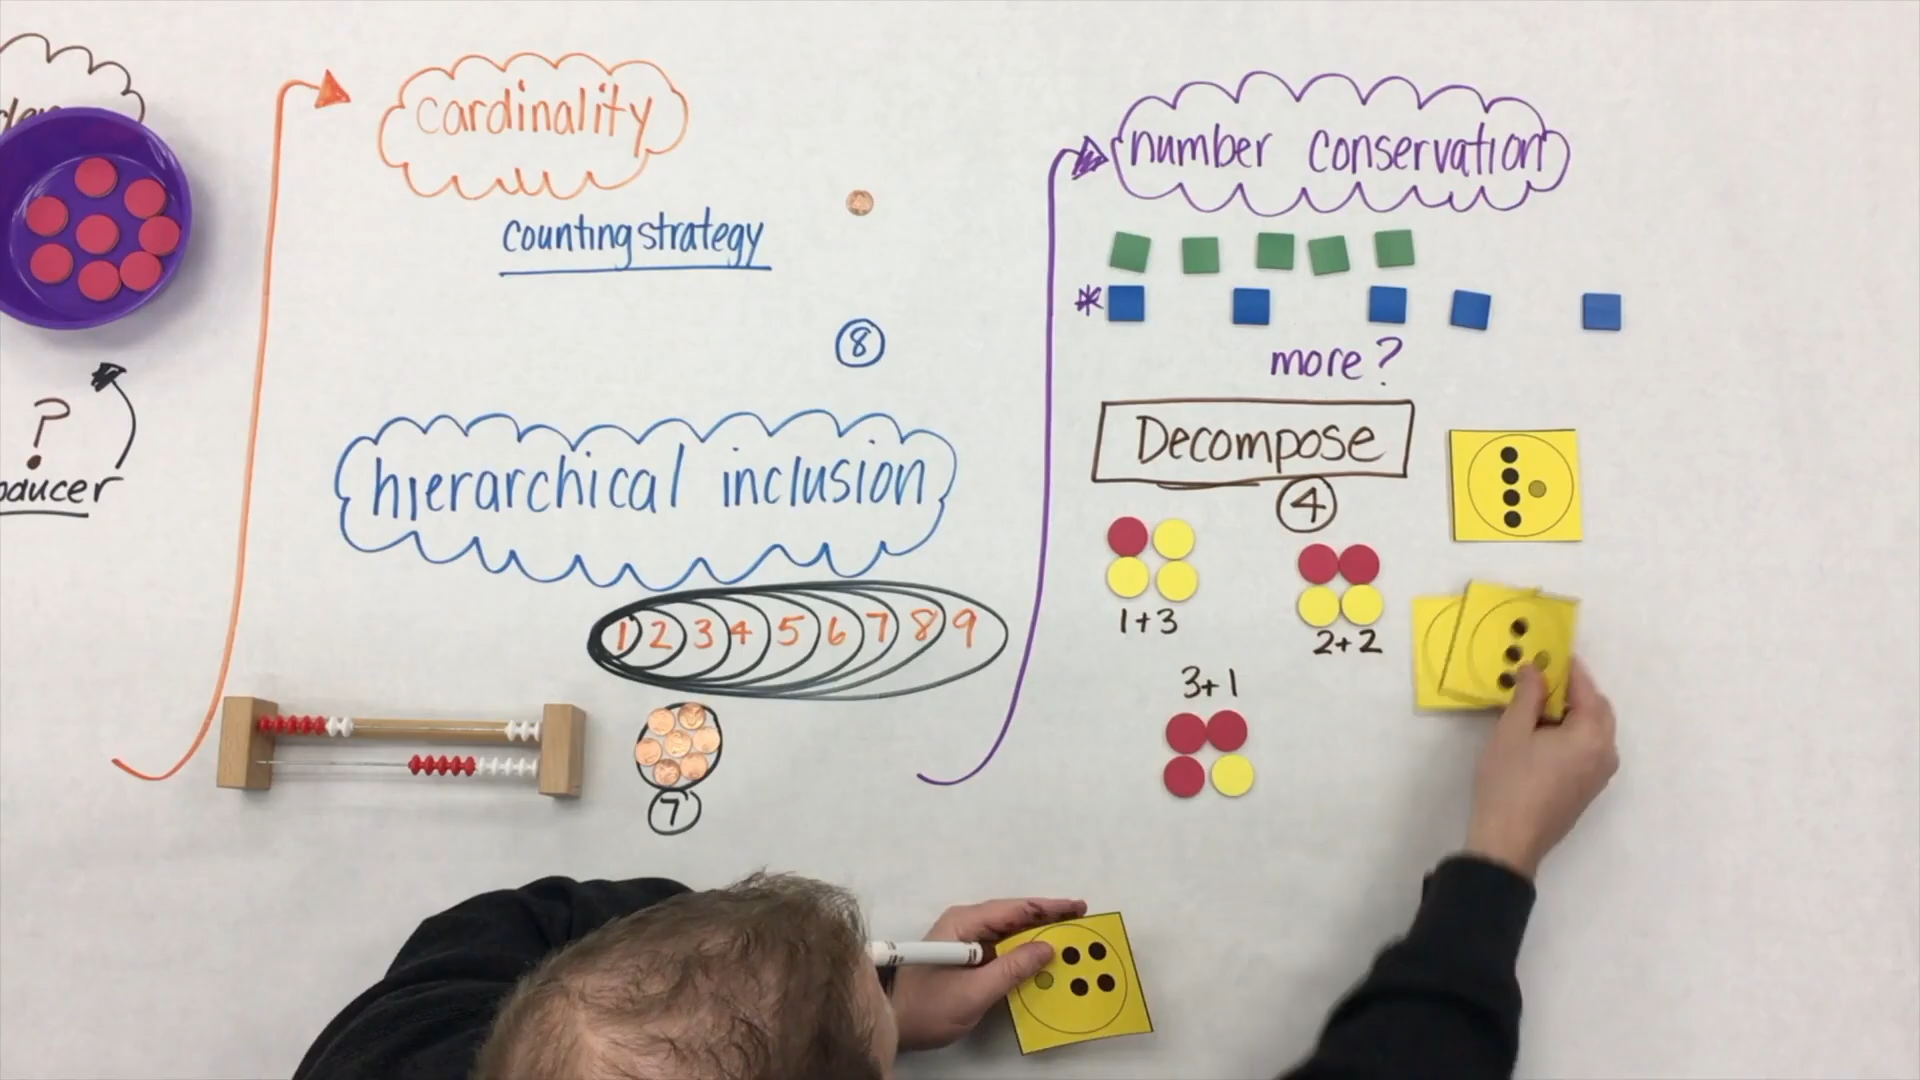 ?
cardinality
counting strategy
8
hierarchical inclusion
1 2 3 4 5 6 7 8 9
7
number conservation
*
more?
Decompose
4
1+3
2+2
3+1